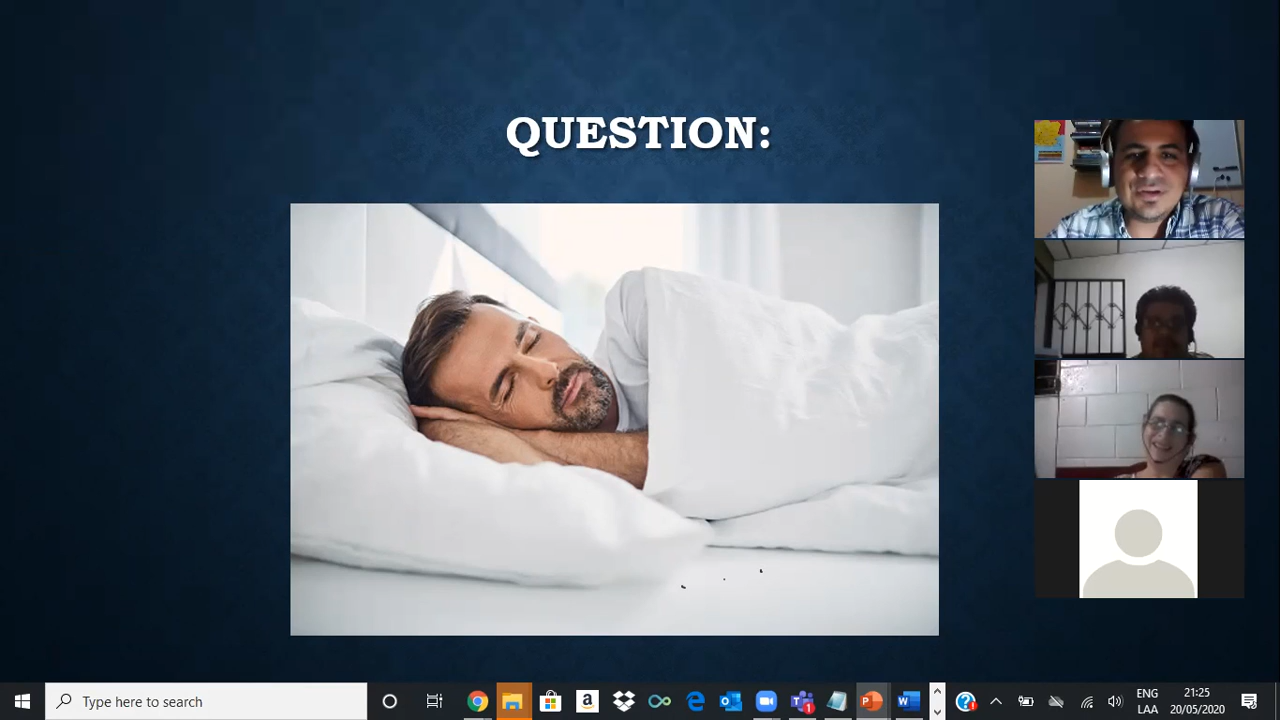 QUESTION:
Type here to search
ENG
LAA
21:25
20/05/2020